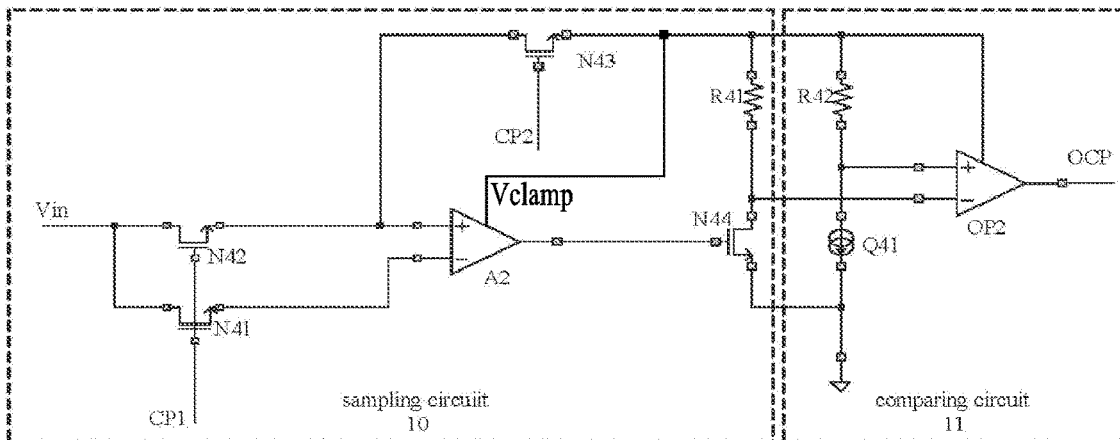 N43
R41
R42
CP2
OCP
Vclamp
Vin
N44
N42
A2
Q41
OP2
N41
CP1
sampling circuiit
10
comparing circuit
11